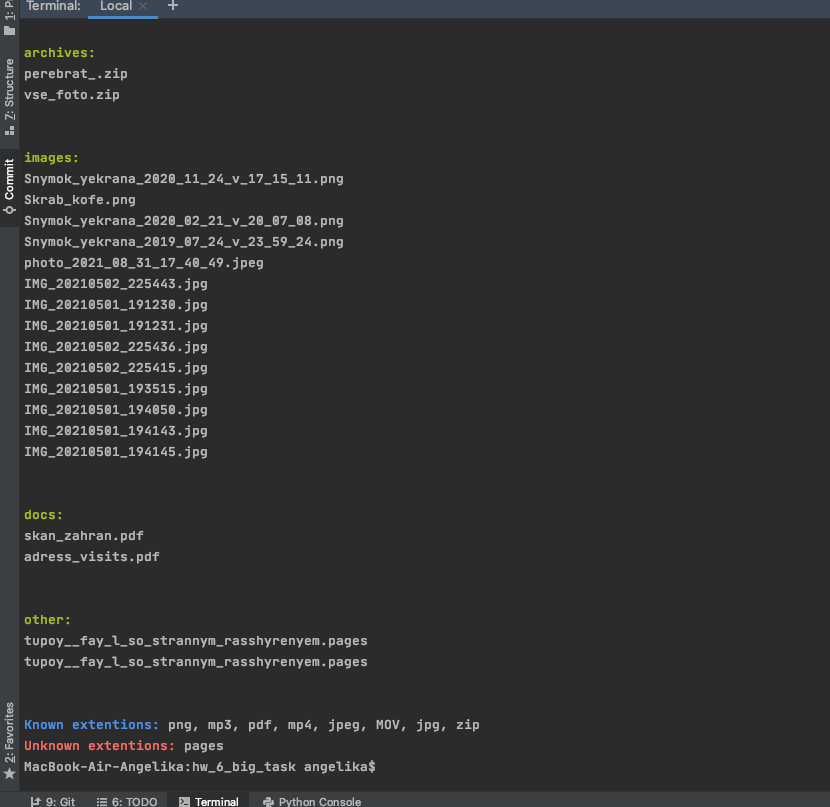 Terminal: Local × +
1: P
Z: Structure
Commit
2: Favorites
archives:
perebrat_.zip
vse_foto.zip
images:
Snymok_yekrana_2020_11_24_v_17_15_11.png
Skrab_kofe.png
Snymok_yekrana_2020_02_21_v_20_07_08.png
Snymok_yekrana_2019_07_24_v_23_59_24.png
photo_2021_08_31_17_40_49.jpeg
IMG_20210502_225443.jpg
IMG_20210501_191230.jpg
IMG_20210501_191231.jpg
IMG_20210502_225436.jpg
IMG_20210502_225415.jpg
IMG_20210501_193515.jpg
IMG_20210501_194050.jpg
IMG_20210501_194143.jpg
IMG_20210501_194145.jpg
docs:
skan_zahran.pdf
adress_visits.pdf
other:
tupoy__fay_l_so_strannym_rasshyrenyem.pages
tupoy__fay_l_so_strannym_rasshyrenyem.pages
Known extentions: png, mp3, pdf, mp4, jpeg, MOV, jpg, zip
Unknown extentions: pages
MacBook-Air-Angelika:hw_6_big_task angelika$
9: Git 6: TODO Terminal Python Console